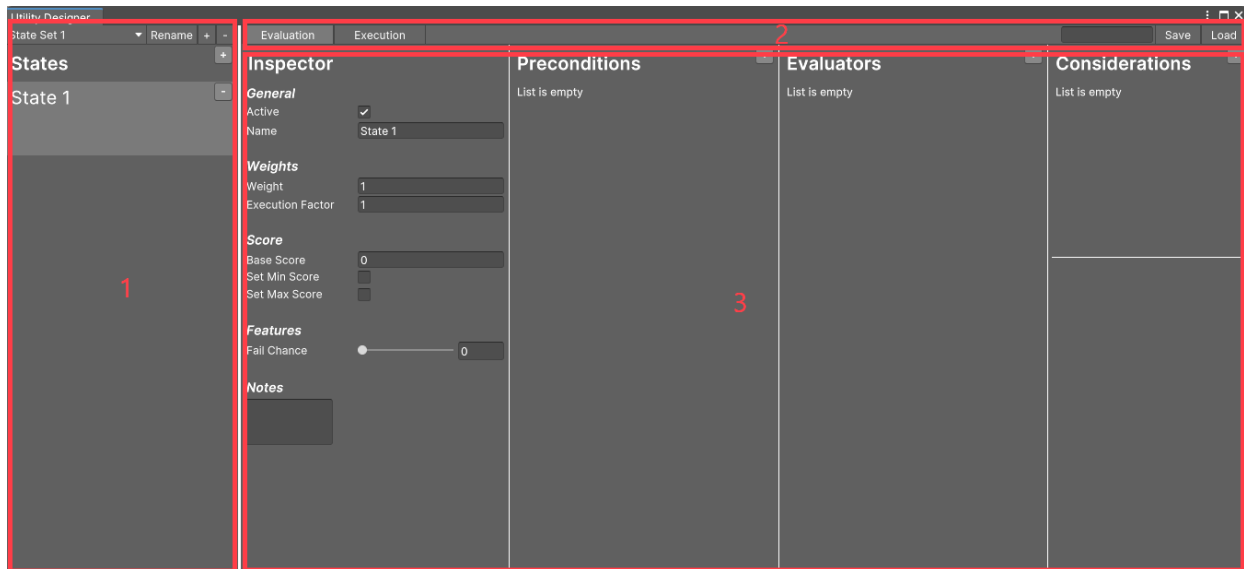 Utility Designer
State Set 1 Rename + -
Evaluation Execution
2
Save Load
States +
State 1 -
1
Inspector
General
Active
Name State 1
Weights
Weight 1
Execution Factor 1
Score
Base Score 0
Set Min Score
Set Max Score
Features
Fail Chance 0
Notes
Preconditions
List is empty
Evaluators
List is empty
Considerations
List is empty
3